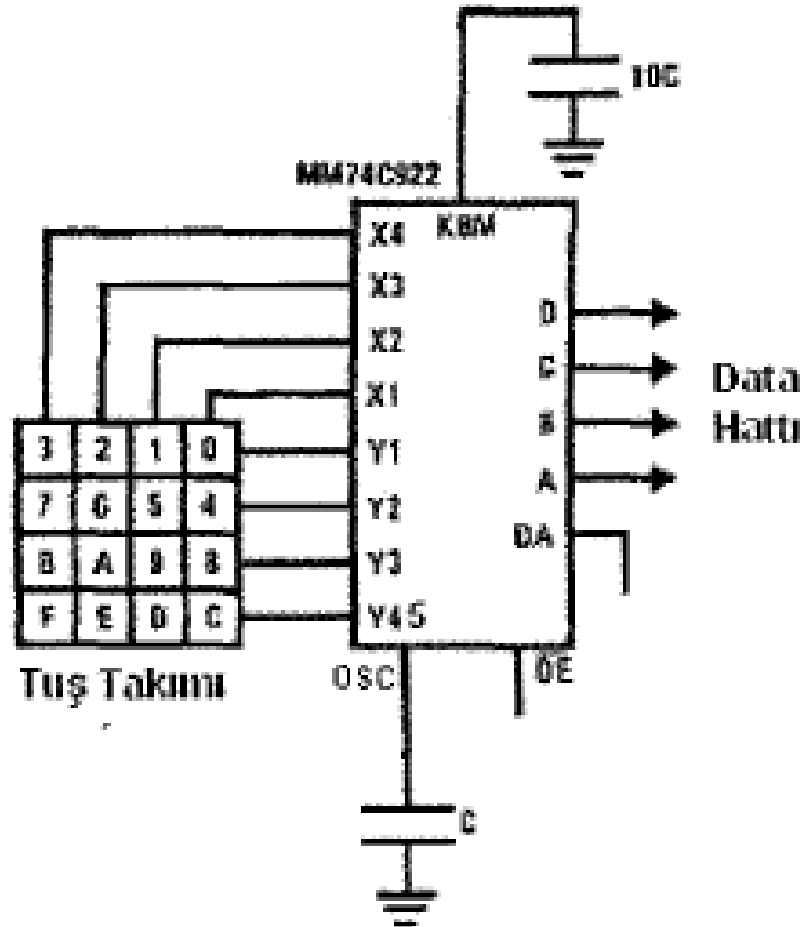 10C
MM74C922
KBM
X4
X3
X2
X1
Y1
Y2
Y3
Y45
D
C
B
A
DA
Data
Hattı
3 2 1 0
7 6 5 4
B A 9 8
F E D C
Tuş Takımı
OSC
OE
C